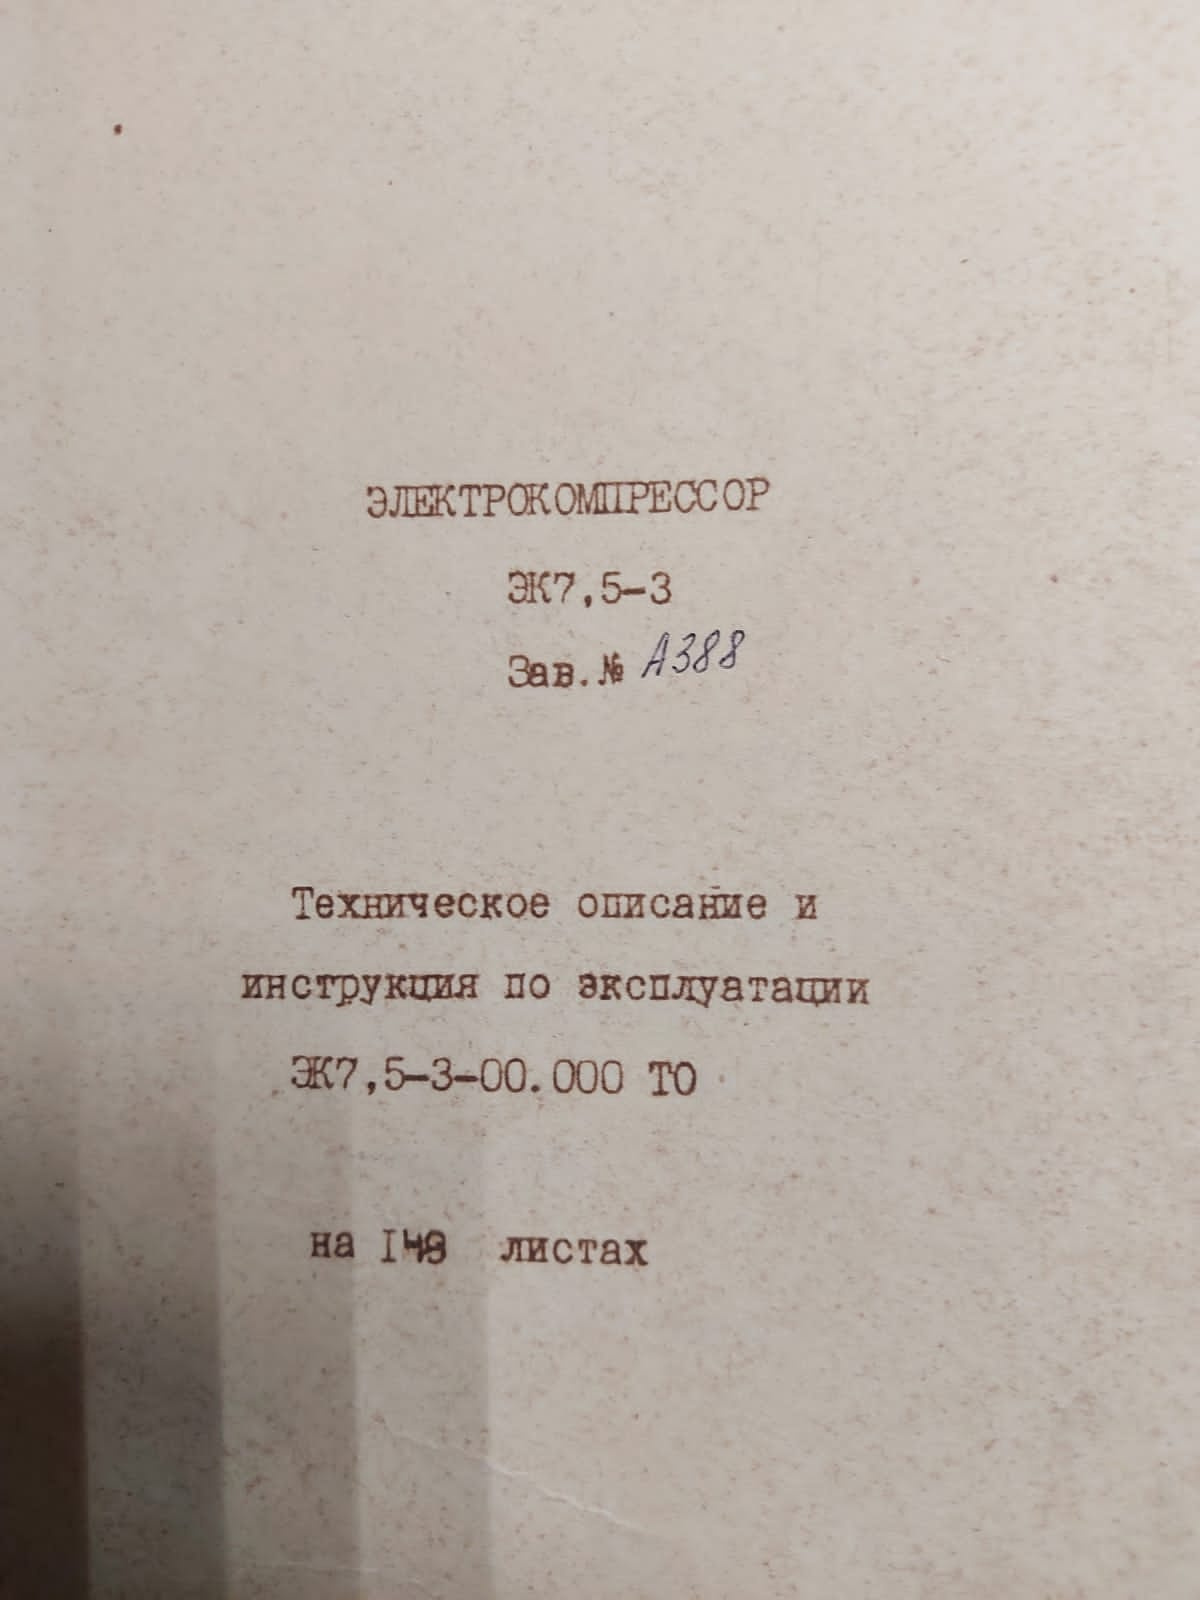 ЭЛЕКТРОКОМПРЕССОР
ЭК7,5-3
Зав.№ А388
Техническое описание и
инструкция по эксплуатации
ЭК7,5-3-00.000 ТО
на листах